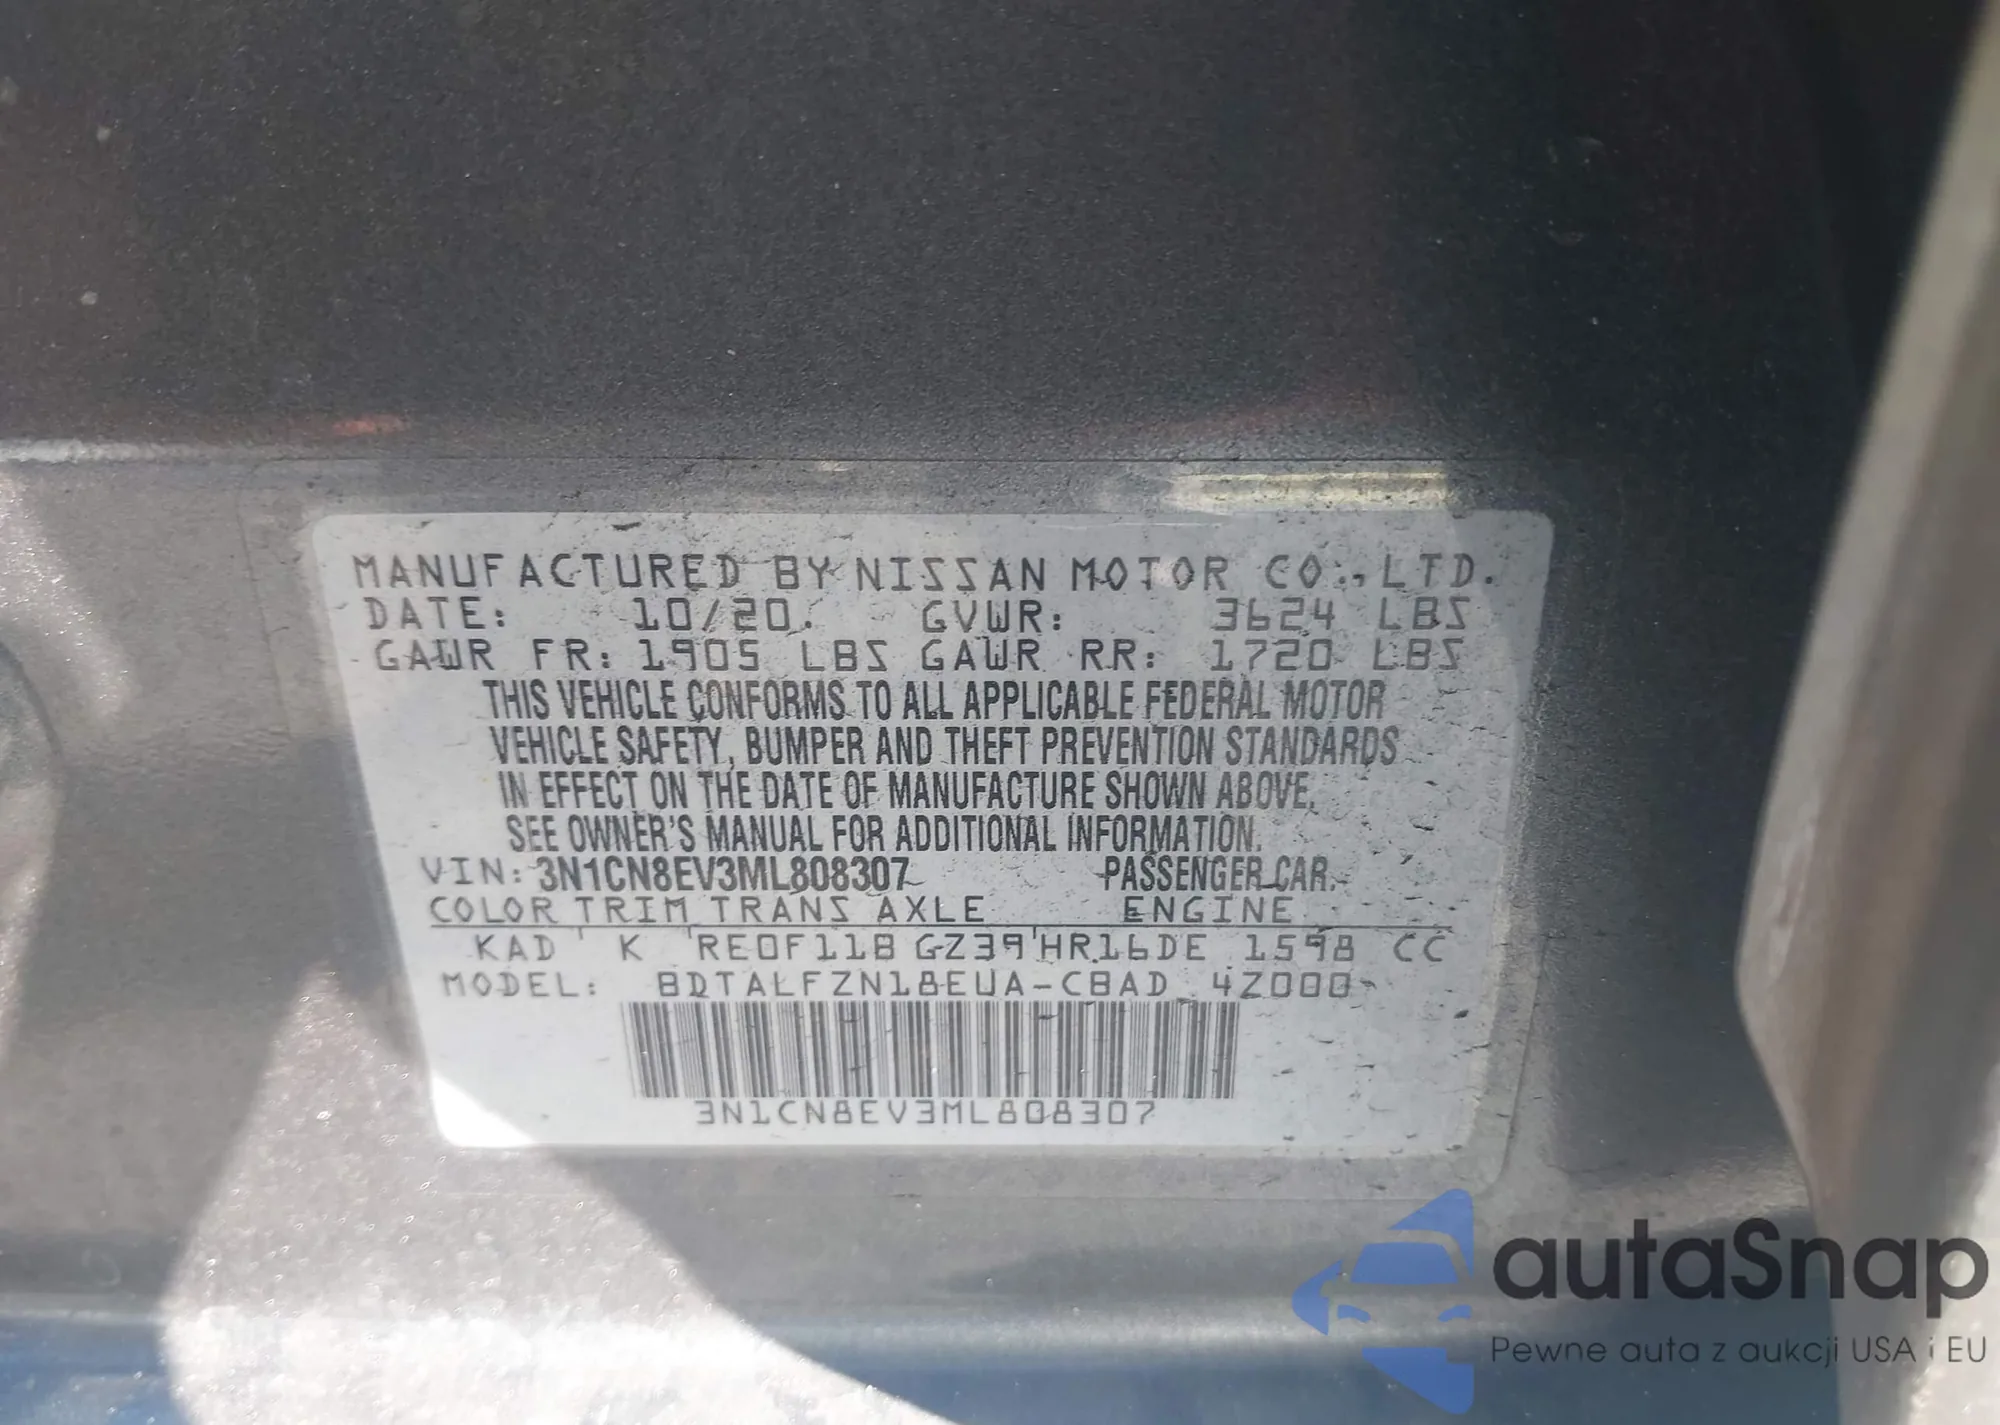 MANUFACTURED BY NISSAN MOTOR CO., LTD.
DATE: 10/20 GVWR: 3624 LBS
GAWR FR: 1905 LBS GAWR RR: 1720 LBS
THIS VEHICLE CONFORMS TO ALL APPLICABLE FEDERAL MOTOR
VEHICLE SAFETY, BUMPER AND THEFT PREVENTION STANDARDS
IN EFFECT ON THE DATE OF MANUFACTURE SHOWN ABOVE.
SEE OWNER'S MANUAL FOR ADDITIONAL INFORMATION.
VIN: 3N1CN8EV3ML808307 PASSENGER CAR
COLOR TRIM TRANS AXLE ENGINE
KAD K RE0F11B GZ39 HR16DE 1598 CC
MODEL: BDTALFZN18EUA-CBAD 4Z000
3N1CN8EV3ML808307
autaSnap
Pewne auta z aukcji USA i EU